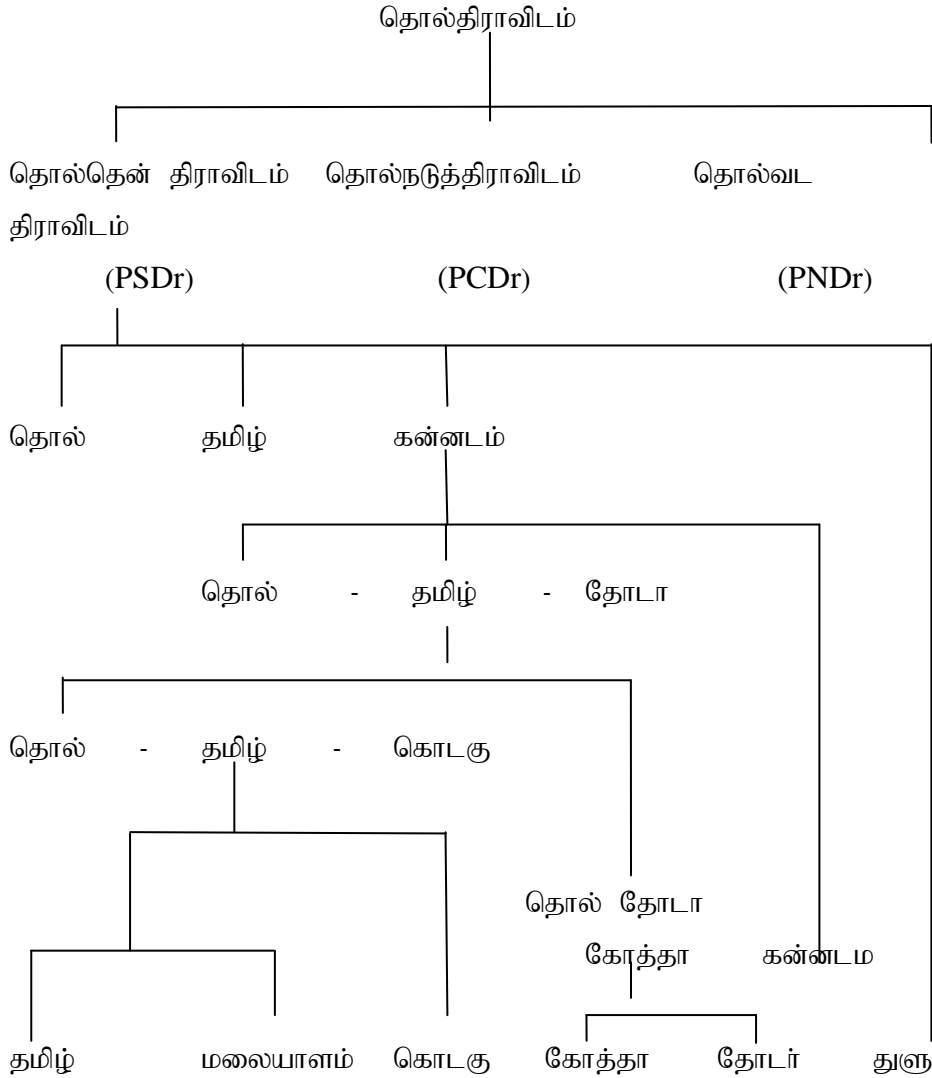 தொல்திராவிடம்
தொல்தென் திராவிடம் தொல்நடுத்திராவிடம் தொல்வட
திராவிடம்
(PSDr) (PCDr) (PNDr)
தொல் தமிழ் கன்னடம்
தொல் - தமிழ் - தோடா
தொல் - தமிழ் - கொடகு
தொல் தோடா
கோத்தா கன்னடம
தமிழ் மலையாளம் கொடகு கோத்தா தோடர் துளு